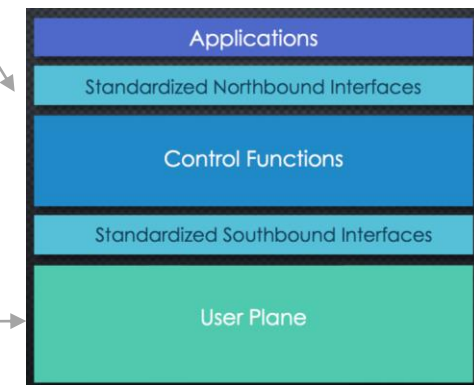 Applications
Standardized Northbound Interfaces
Control Functions
Standardized Southbound Interfaces
User Plane